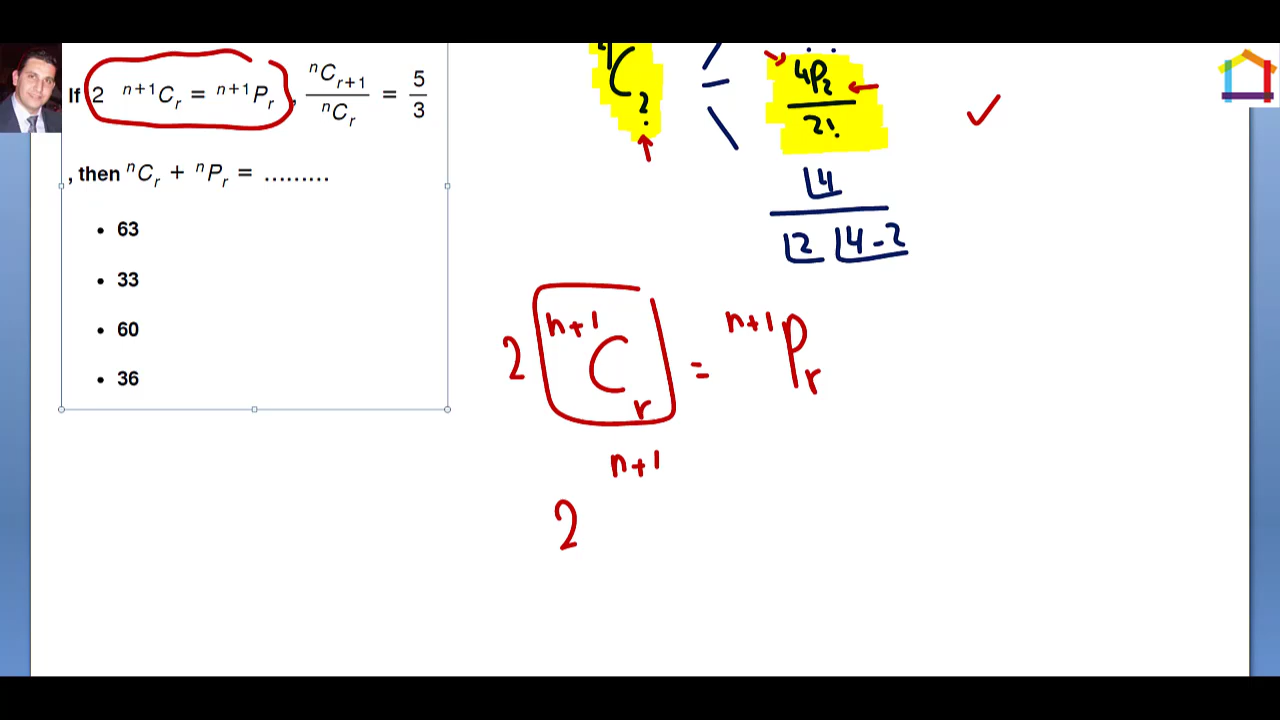 If 2 ⁿ⁺¹Cᵣ = ⁿ⁺¹Pᵣ , ⁿCᵣ₊₁ / ⁿCᵣ = 5 / 3
, then ⁿCᵣ + ⁿPᵣ = .........
• 63
• 33
• 60
• 36
⁴C₂
4P₂ / 2!
⌊4 / ⌊2 ⌊4-2
2 ⁿ⁺¹Cᵣ = ⁿ⁺¹Pᵣ
n+1
2